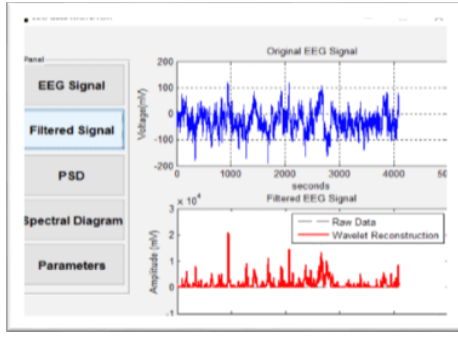 Panel
EEG Signal
Filtered Signal
PSD
Spectral Diagram
Parameters
Original EEG Signal
Voltage(mV)
200
100
0
-100
-200
0 1000 2000 3000 4000 50
seconds
Filtered EEG Signal
× 10^4
Amplitude (mV)
3
2
1
0
-1
Raw Data
Wavelet Reconstruction